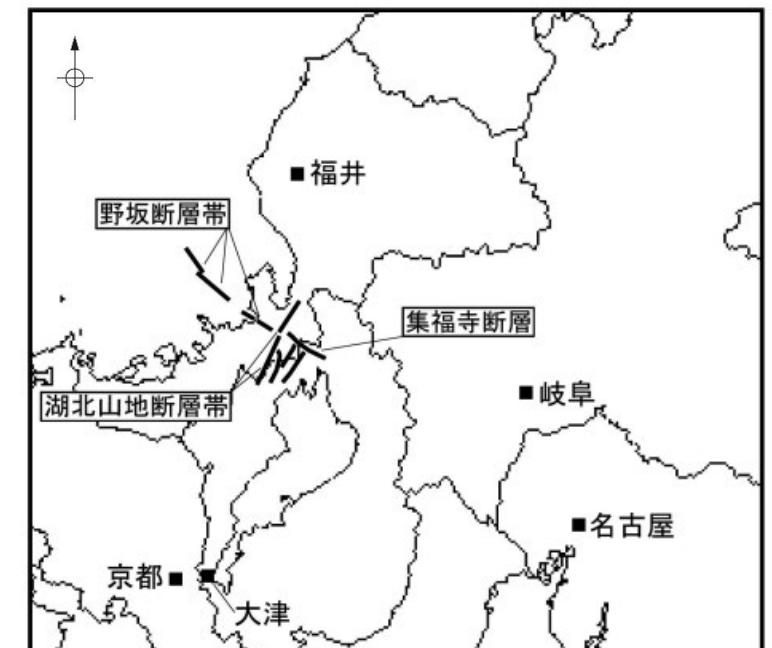 福井
野坂断層帯
集福寺断層
岐阜
湖北山地断層帯
名古屋
京都
大津